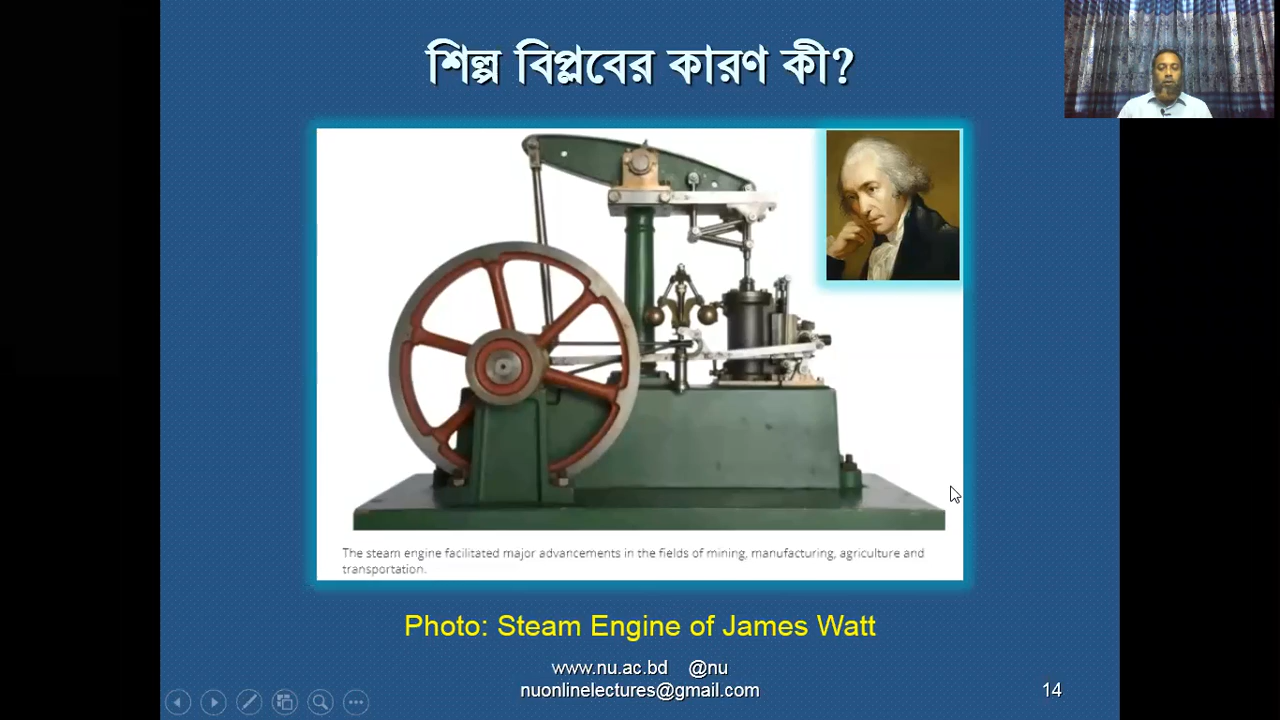 শিল্প বিপ্লবের কারণ কী?
The steam engine facilitated major advancements in the fields of mining, manufacturing, agriculture and
transportation.
Photo: Steam Engine of James Watt
www.nu.ac.bd @nu
nuonlinelectures@gmail.com
14